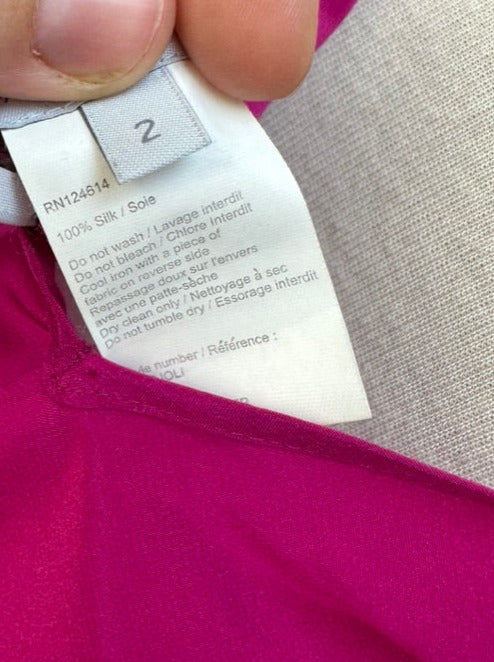 2
RN124614
100% Silk / Soie
Do not wash / Lavage interdit
Do not bleach / Chlore Interdit
Cool iron with a piece of
fabric on reverse side
Repassage doux sur l'envers
avec une patte-sèche
Dry clean only / Nettoyage à sec
Do not tumble dry / Essorage interdit
number / Référence :